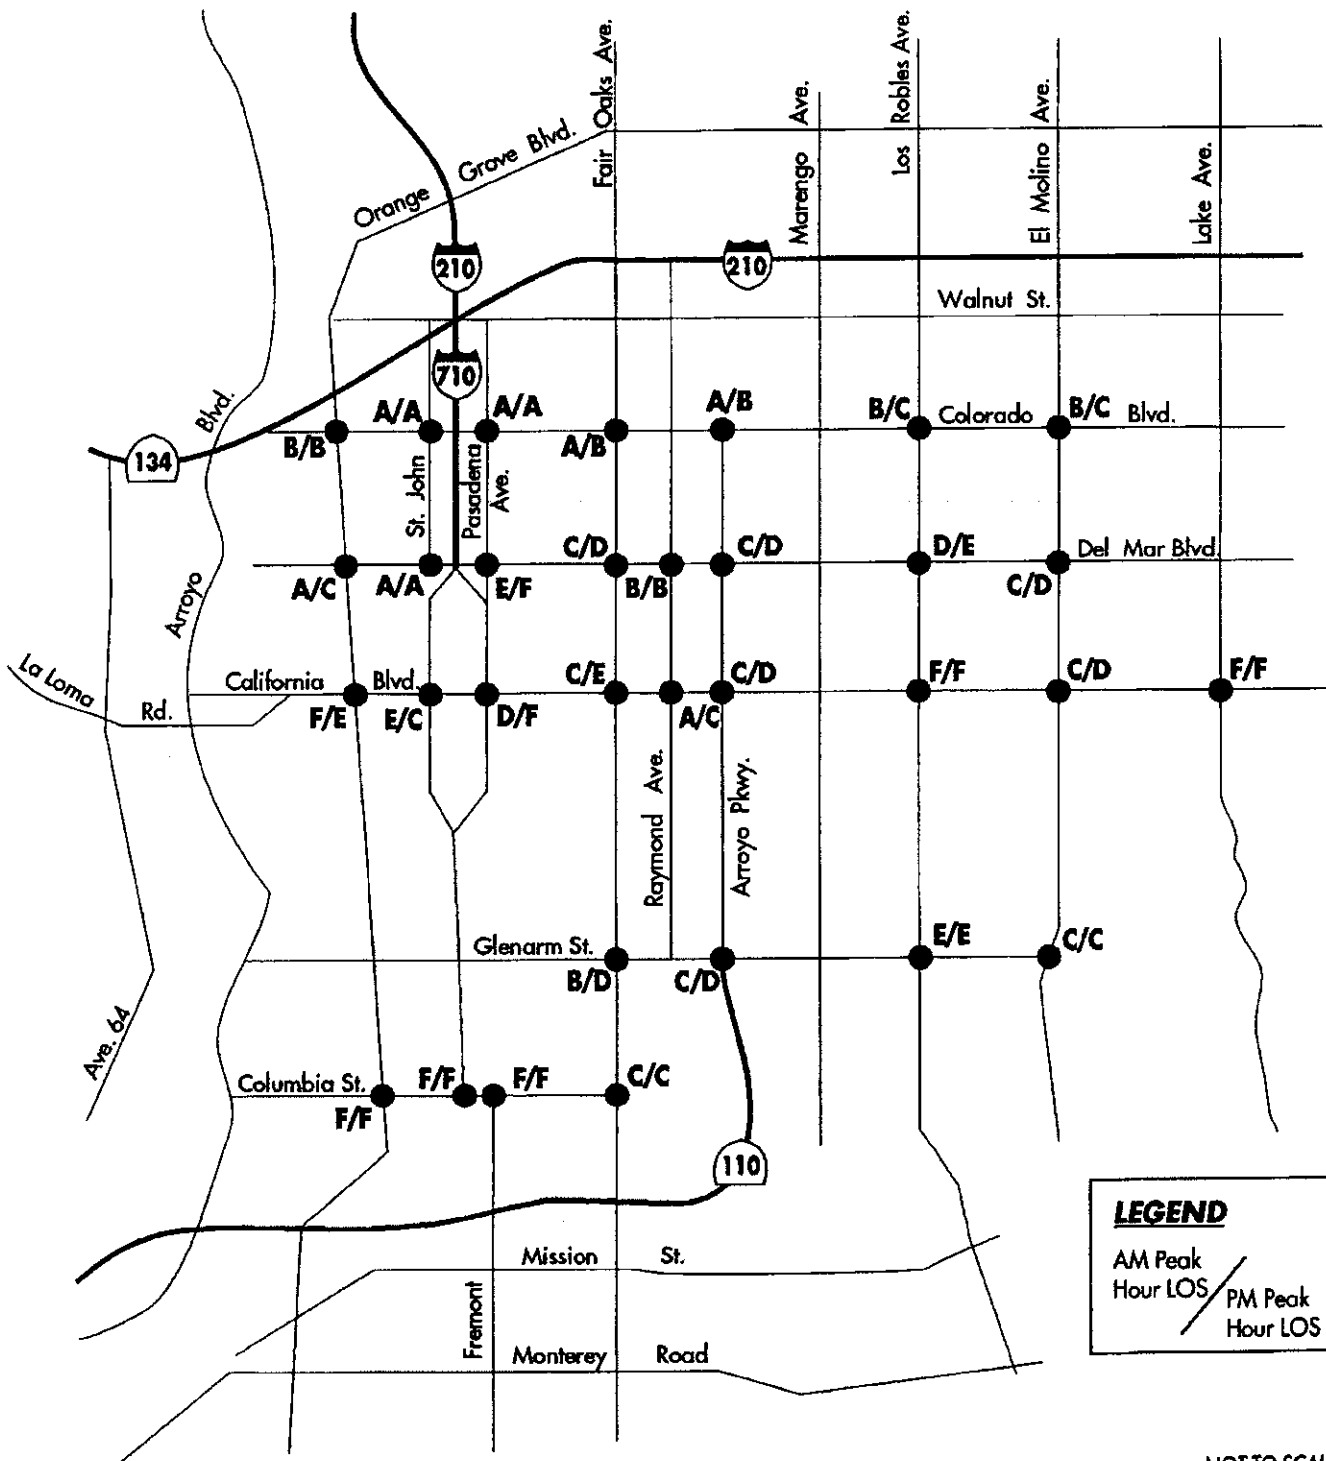 Fair Oaks Ave.
Orange Grove Blvd.
Marengo Ave.
Los Robles Ave.
El Molino Ave.
Lake Ave.
210
210
Walnut St.
710
A/A
A/A
A/B
B/C
Colorado
B/C
Blvd.
B/B
A/B
134
Arroyo Blvd.
St. John
Pasadena Ave.
C/D
C/D
D/E
Del Mar Blvd.
A/C
A/A
E/F
B/B
C/D
La Loma Rd.
California Blvd.
C/E
C/D
F/F
C/D
F/F
F/E
E/C
D/F
A/C
Raymond Ave.
Arroyo Pkwy.
Glenarm St.
E/E
C/C
B/D
C/D
Ave. 64
Columbia St.
F/F
F/F
C/C
F/F
110
LEGEND
AM Peak
Hour LOS
PM Peak
Hour LOS
Mission St.
Fremont
Monterey Road